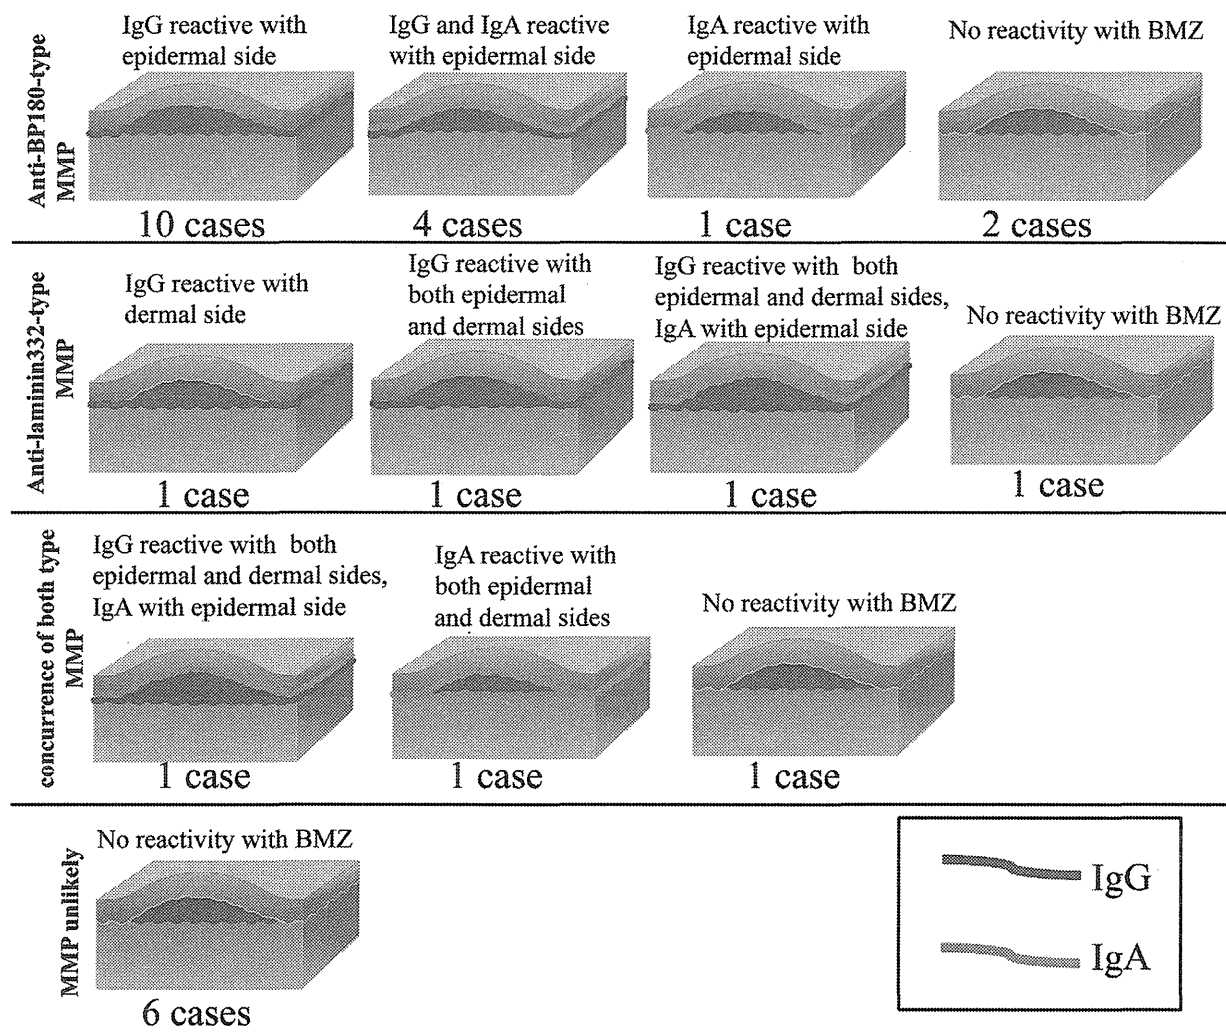 Anti-BP180-type
MMP
IgG reactive with
epidermal side
10 cases
IgG and IgA reactive
with epidermal side
4 cases
IgA reactive with
epidermal side
1 case
No reactivity with BMZ
2 cases
Anti-laminin332-type
MMP
IgG reactive with
dermal side
1 case
IgG reactive with
both epidermal
and dermal sides
1 case
IgG reactive with both
epidermal and dermal sides,
IgA with epidermal side
1 case
No reactivity with BMZ
1 case
concurrence of both type
MMP
IgG reactive with both
epidermal and dermal sides,
IgA with epidermal side
1 case
IgA reactive with
both epidermal
and dermal sides
1 case
No reactivity with BMZ
1 case
MMP unlikely
No reactivity with BMZ
6 cases
IgG
IgA